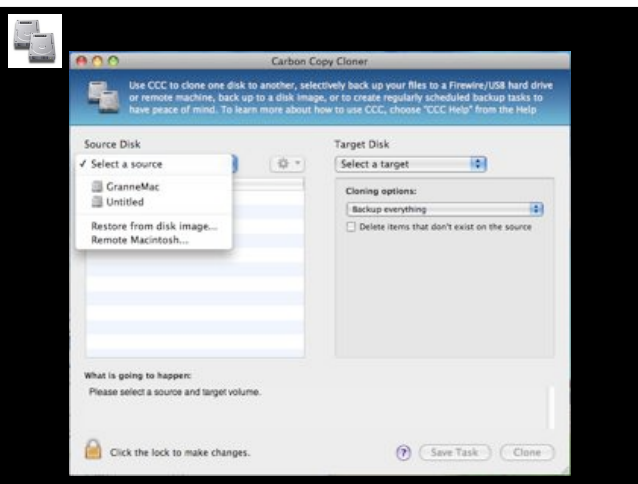 Carbon Copy Cloner
Use CCC to clone one disk to another, selectively back up your files to a Firewire/USB hard drive
or remote machine, back up to a disk image, or to create regularly scheduled backup tasks to
have peace of mind. To learn more about how to use CCC, choose "CCC Help" from the Help
Source Disk
✓ Select a source
GranneMac
Untitled
Restore from disk image...
Remote Macintosh...
Target Disk
Select a target
Cloning options:
Backup everything
Delete items that don't exist on the source
What is going to happen:
Please select a source and target volume.
Click the lock to make changes.
?
Save Task
Clone